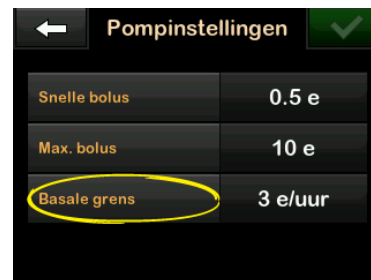 Pompinstellingen
Snelle bolus 0.5 e
Max. bolus 10 e
Basale grens 3 e/uur